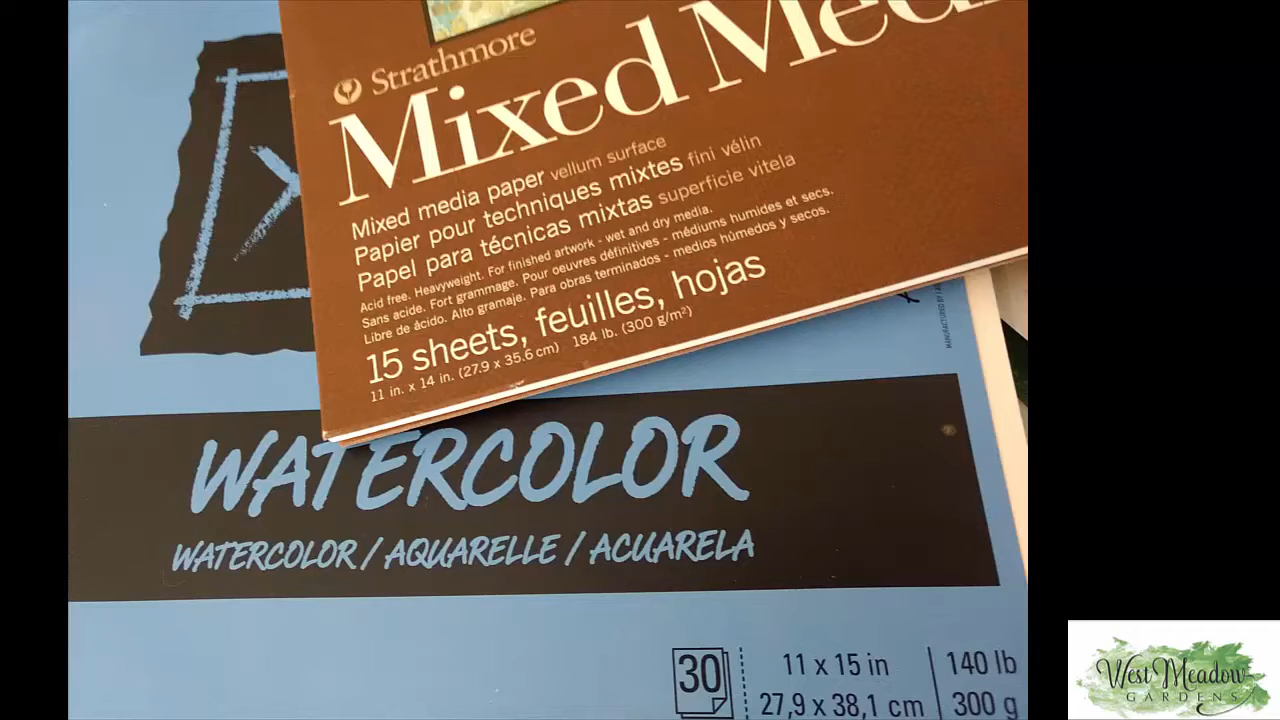 Strathmore
Mixed Medi
Mixed media paper vellum surface
Papier pour techniques mixtes fini vélin
Papel para técnicas mixtas superficie vitela
Acid free. Heavyweight. For finished artwork - wet and dry media.
Sans acide. Fort grammage. Pour oeuvres définitives - médiums humides et secs.
Libre de ácido. Alto gramaje. Para obras terminados - medios húmedos y secos.
15 sheets, feuilles, hojas
11 in. x 14 in. (27.9 x 35.6 cm) 184 lb. (300 g/m²)
MANUFACTURED BY
WATERCOLOR
WATERCOLOR / AQUARELLE / ACUARELA
30 11 x 15 in 140 lb
27,9 x 38,1 cm 300 g
West Meadow
GARDENS